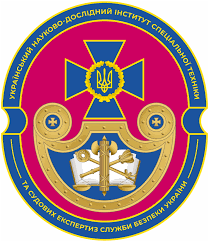 УКРАЇНСЬКИЙ НАУКОВО-ДОСЛІДНИЙ ІНСТИТУТ СПЕЦІАЛЬНОЇ ТЕХНІКИ
ТА СУДОВИХ ЕКСПЕРТИЗ СЛУЖБИ БЕЗПЕКИ УКРАЇНИ